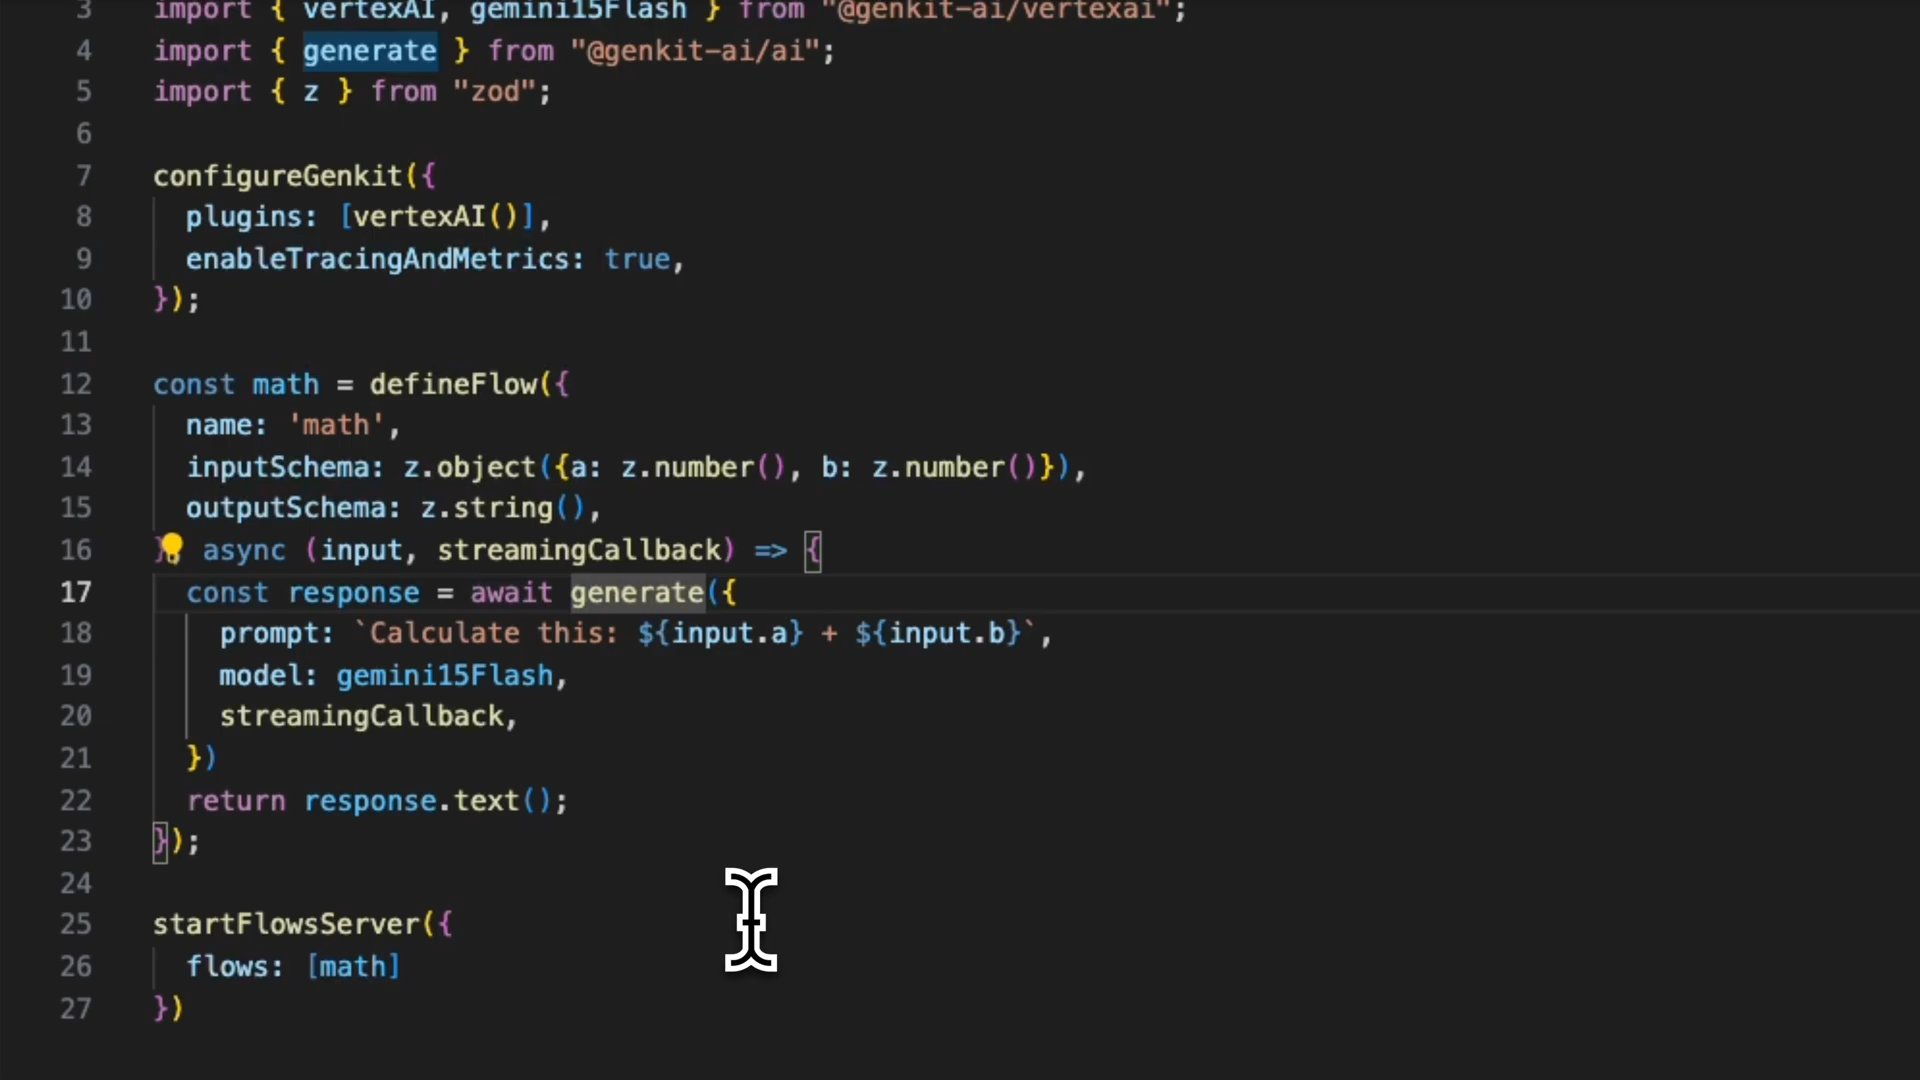 3 import { vertexAI, gemini15Flash } from "@genkit-ai/vertexai";
4 import { generate } from "@genkit-ai/ai";
5 import { z } from "zod";
6
7 configureGenkit({
8   plugins: [vertexAI()],
9   enableTracingAndMetrics: true,
10 });
11
12 const math = defineFlow({
13   name: 'math',
14   inputSchema: z.object({a: z.number(), b: z.number()}),
15   outputSchema: z.string(),
16 } async (input, streamingCallback) => {
17   const response = await generate({
18     prompt: `Calculate this: ${input.a} + ${input.b}`,
19     model: gemini15Flash,
20     streamingCallback,
21   })
22   return response.text();
23 });
24
25 startFlowsServer({
26   flows: [math]
27 })